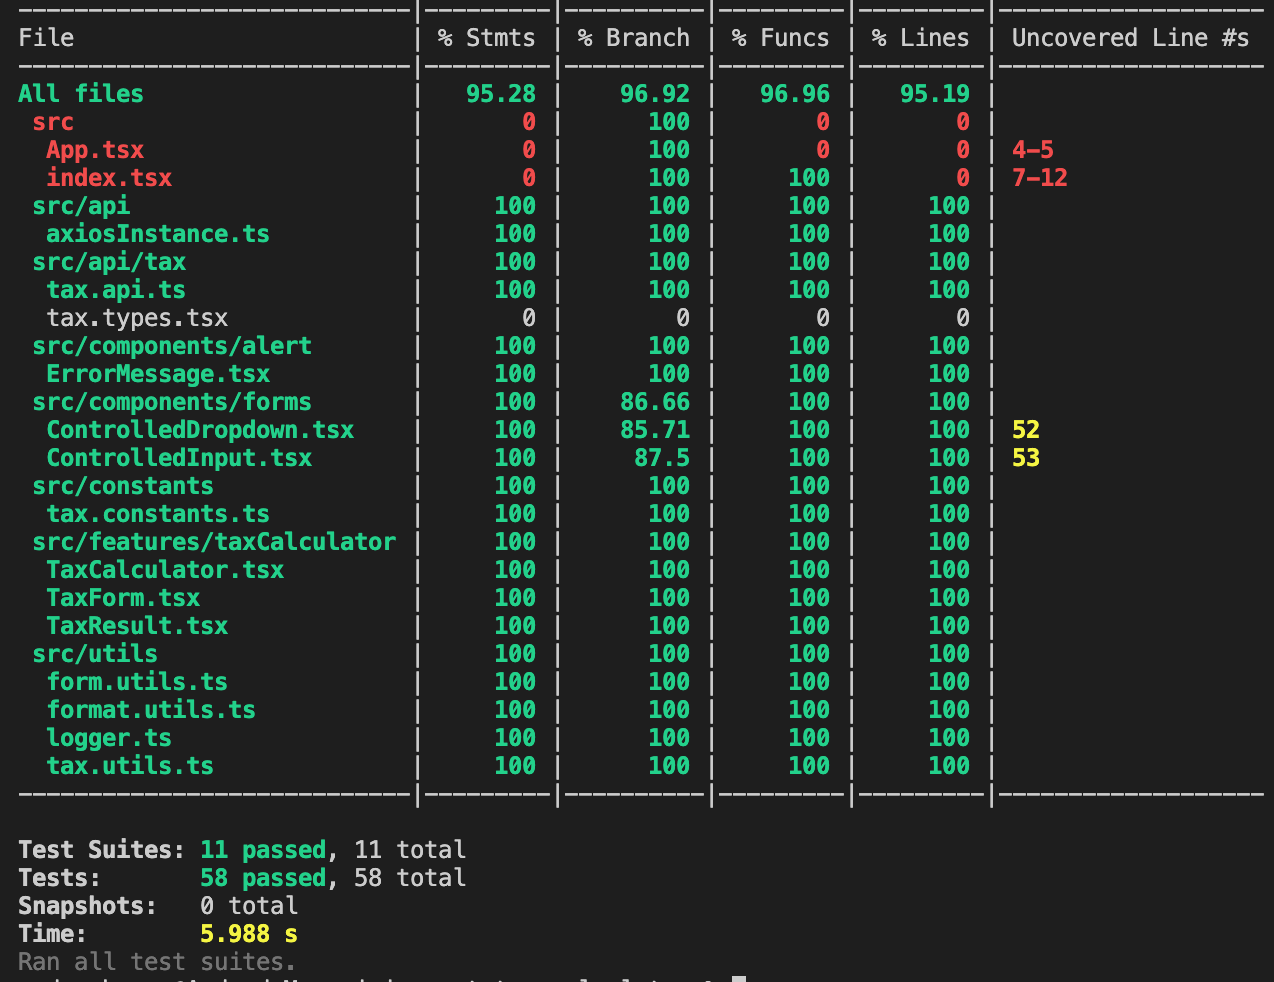 File | % Stmts | % Branch | % Funcs | % Lines | Uncovered Line #s
All files | 95.28 | 96.92 | 96.96 | 95.19 |
src | 0 | 100 | 0 | 0 |
App.tsx | 0 | 100 | 0 | 0 | 4-5
index.tsx | 0 | 100 | 100 | 0 | 7-12
src/api | 100 | 100 | 100 | 100 |
axiosInstance.ts | 100 | 100 | 100 | 100 |
src/api/tax | 100 | 100 | 100 | 100 |
tax.api.ts | 100 | 100 | 100 | 100 |
tax.types.tsx | 0 | 0 | 0 | 0 |
src/components/alert | 100 | 100 | 100 | 100 |
ErrorMessage.tsx | 100 | 100 | 100 | 100 |
src/components/forms | 100 | 86.66 | 100 | 100 |
ControlledDropdown.tsx | 100 | 85.71 | 100 | 100 | 52
ControlledInput.tsx | 100 | 87.5 | 100 | 100 | 53
src/constants | 100 | 100 | 100 | 100 |
tax.constants.ts | 100 | 100 | 100 | 100 |
src/features/taxCalculator | 100 | 100 | 100 | 100 |
TaxCalculator.tsx | 100 | 100 | 100 | 100 |
TaxForm.tsx | 100 | 100 | 100 | 100 |
TaxResult.tsx | 100 | 100 | 100 | 100 |
src/utils | 100 | 100 | 100 | 100 |
form.utils.ts | 100 | 100 | 100 | 100 |
format.utils.ts | 100 | 100 | 100 | 100 |
logger.ts | 100 | 100 | 100 | 100 |
tax.utils.ts | 100 | 100 | 100 | 100 |
Test Suites: 11 passed, 11 total
Tests: 58 passed, 58 total
Snapshots: 0 total
Time: 5.988 s
Ran all test suites.